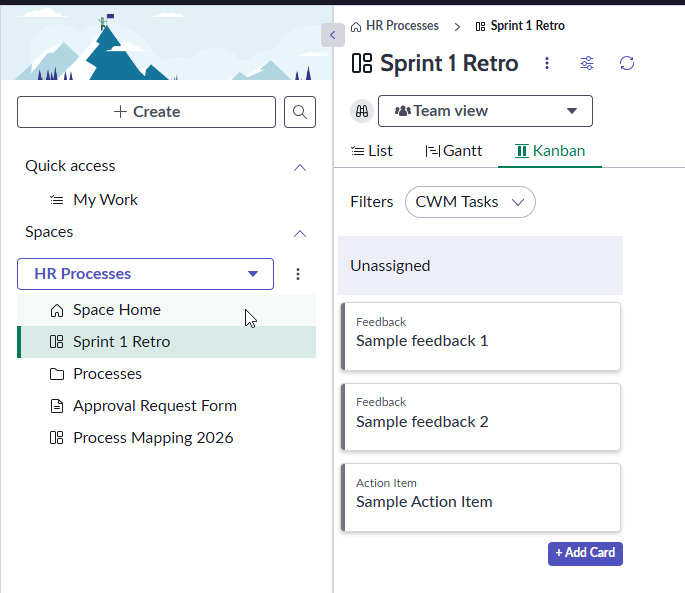 HR Processes > Sprint 1 Retro
Sprint 1 Retro
+ Create
Team view
List Gantt Kanban
Quick access
My Work
Spaces
HR Processes
Space Home
Sprint 1 Retro
Processes
Approval Request Form
Process Mapping 2026
Filters CWM Tasks
Unassigned
Feedback
Sample feedback 1
Feedback
Sample feedback 2
Action Item
Sample Action Item
+ Add Card